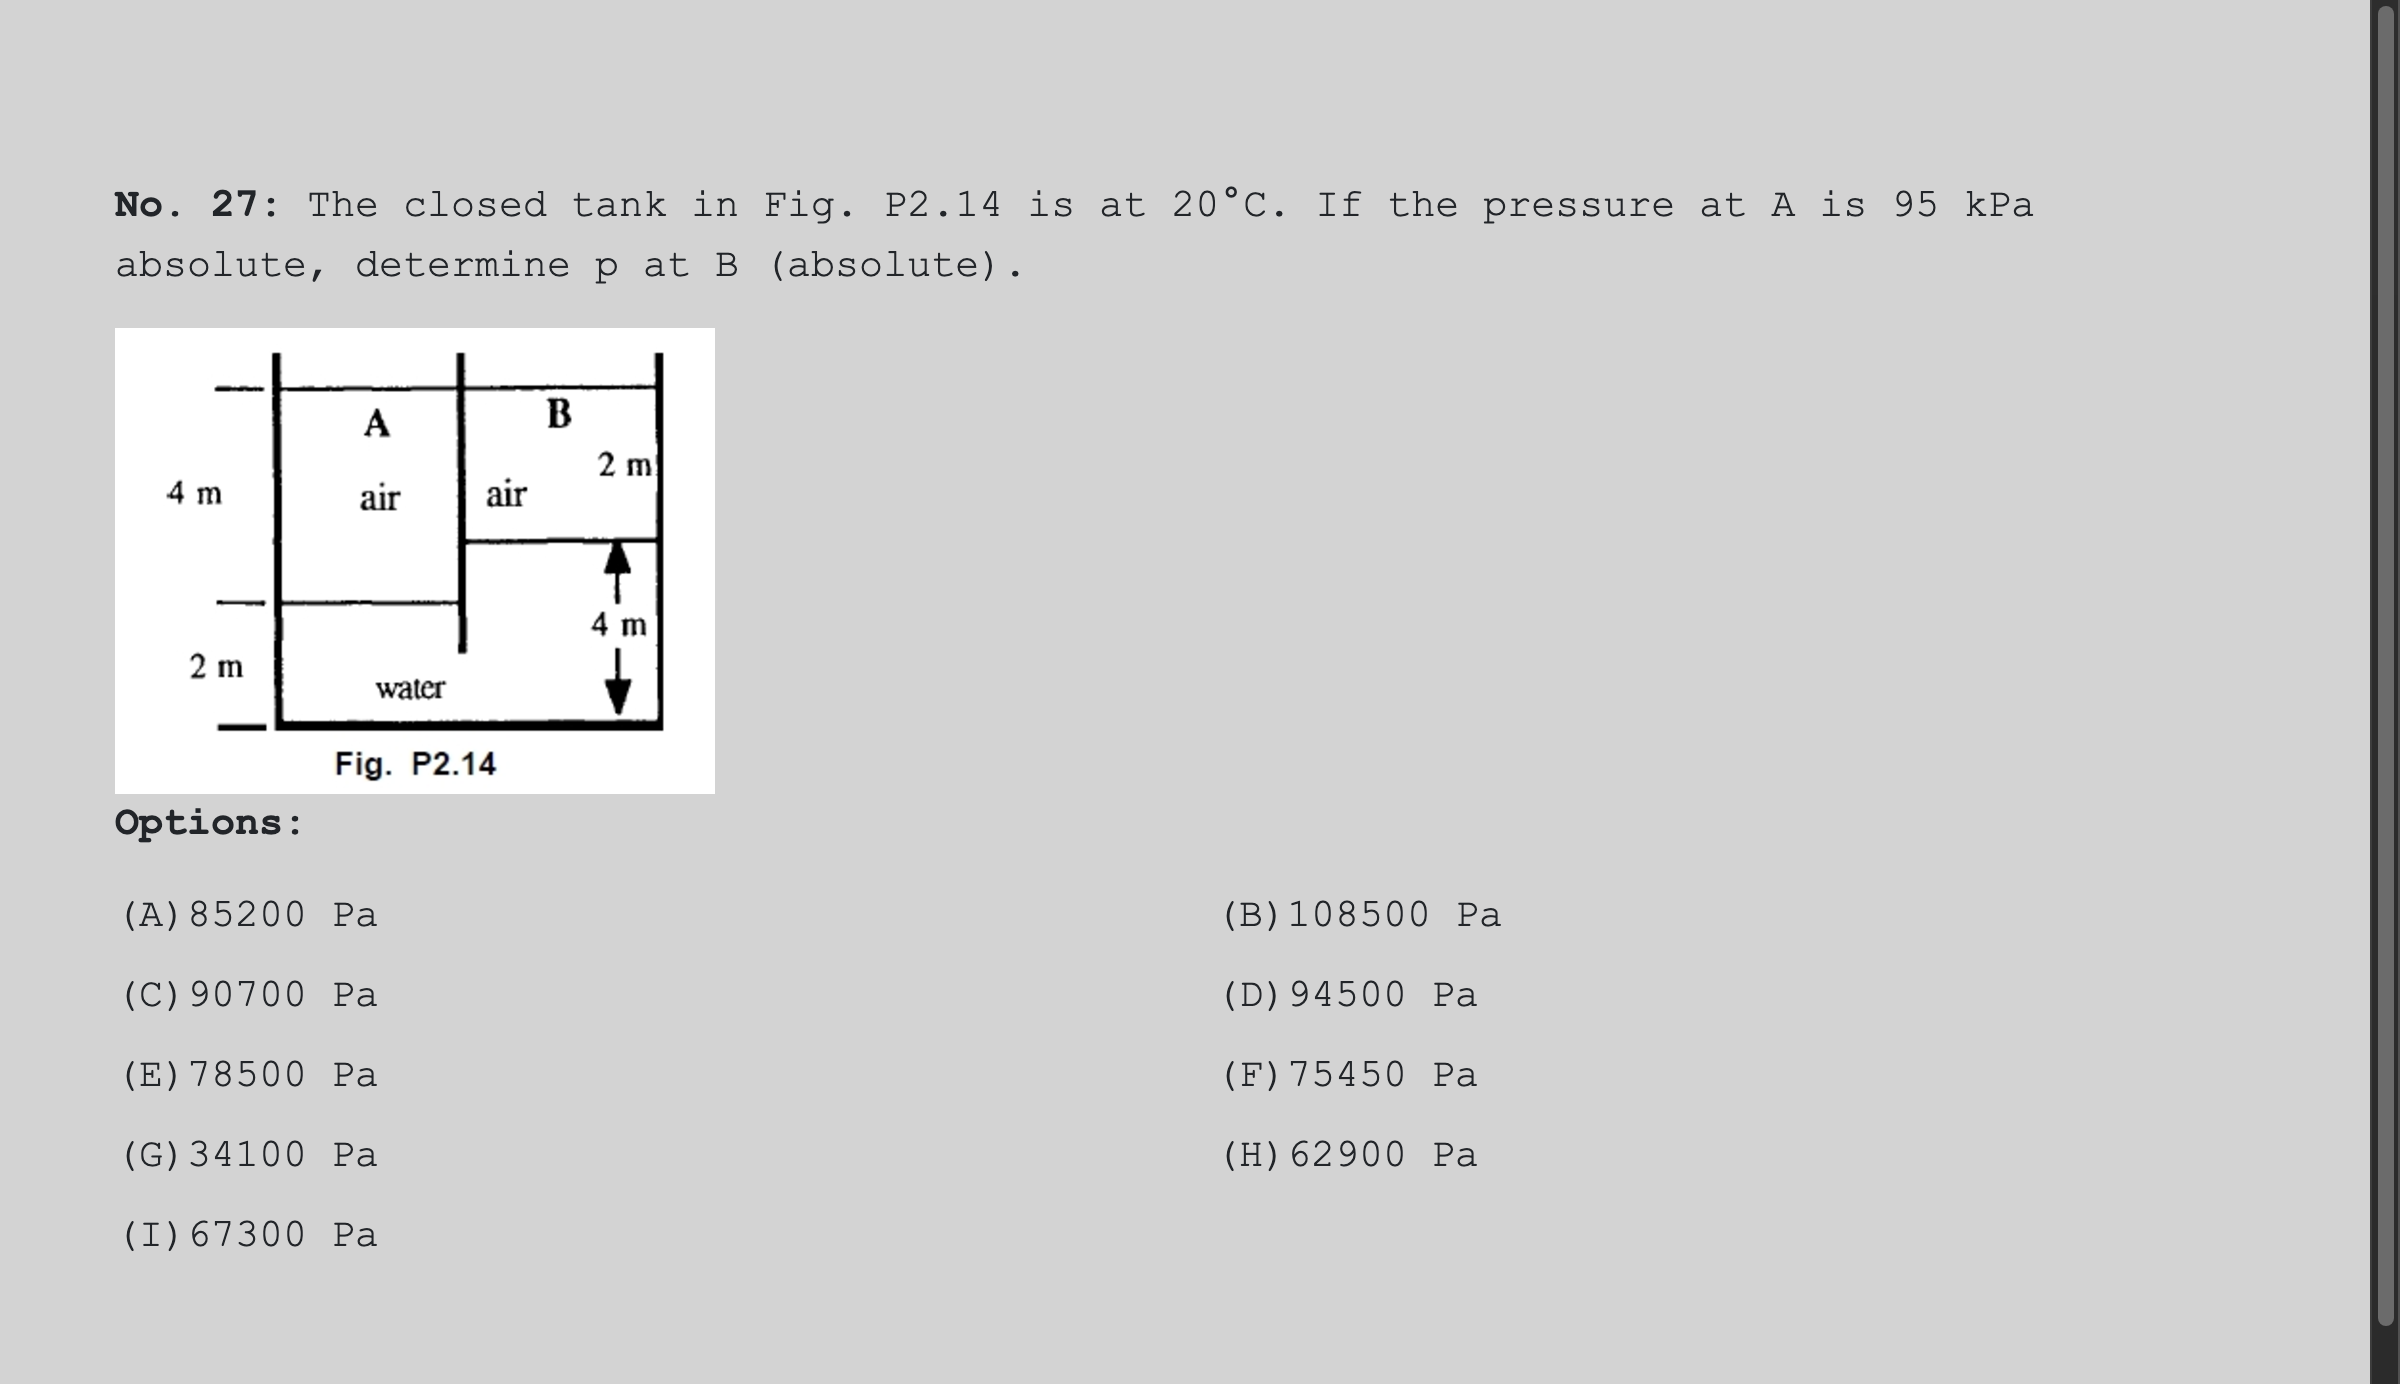 No. 27: The closed tank in Fig. P2.14 is at 20°C. If the pressure at A is 95 kPa
absolute, determine p at B (absolute).
A
B
2 m
4 m
air
air
4 m
2 m
water
Fig. P2.14
Options:
(A) 85200 Pa
(B) 108500 Pa
(C) 90700 Pa
(D) 94500 Pa
(E) 78500 Pa
(F) 75450 Pa
(G) 34100 Pa
(H) 62900 Pa
(I) 67300 Pa